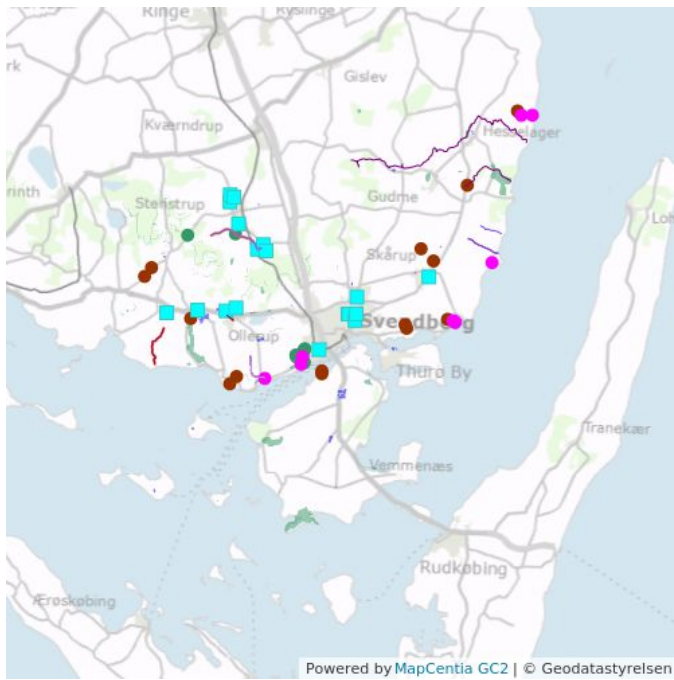 Ringe
Ryslinge
Gislev
Kværndrup
Hesselager
Stenstrup
Gudme
Skårup
Svendborg
Ollerup
Thurø By
Tranekær
Vemmenæs
Rudkøbing
Ærøskøbing
Powered by MapCentia GC2 | © Geodatastyrelsen